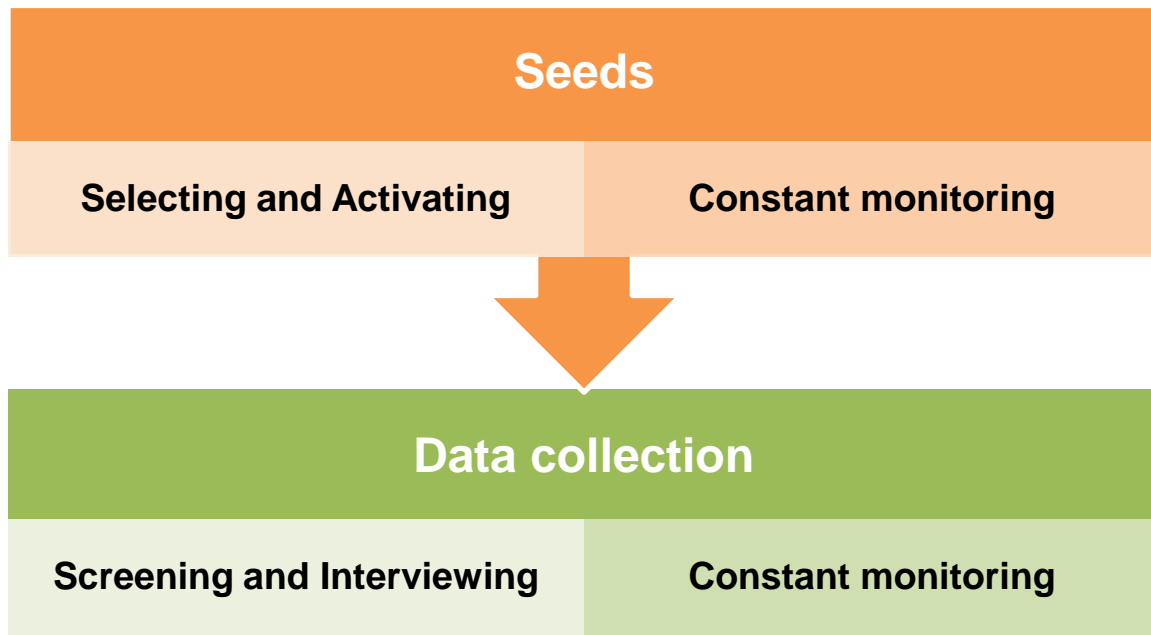 Seeds
Selecting and Activating
Constant monitoring
Data collection
Screening and Interviewing
Constant monitoring